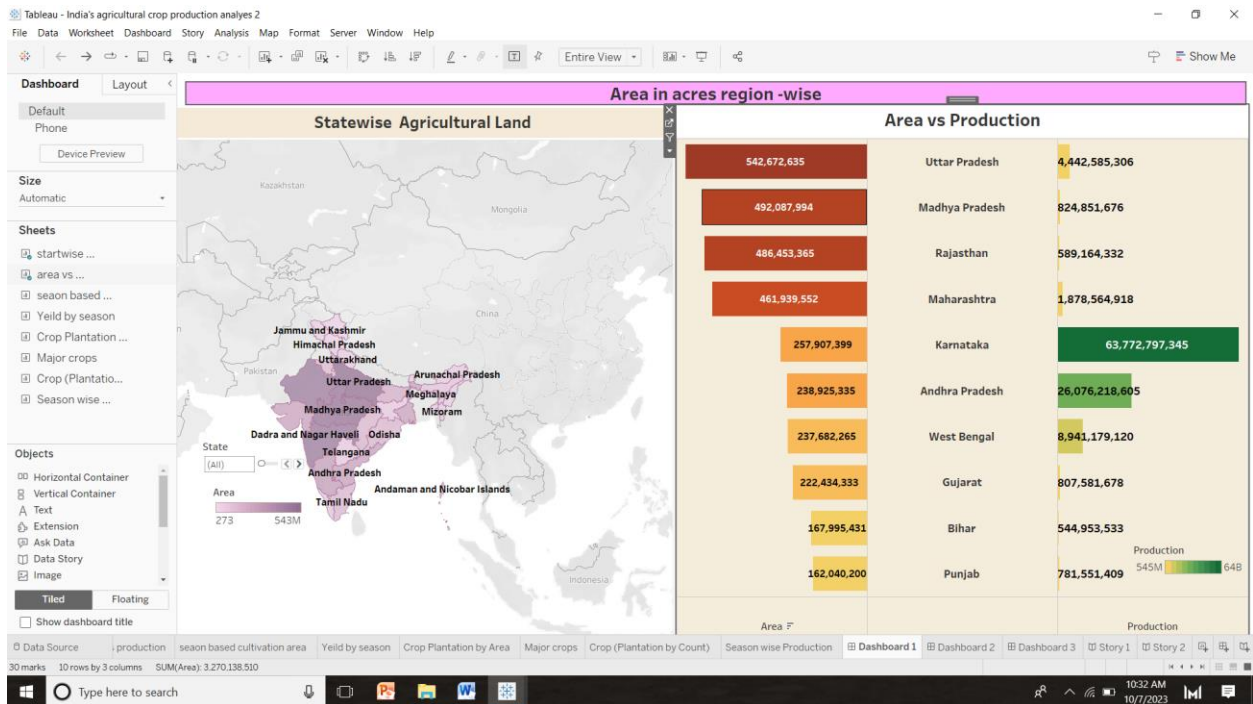 Tableau - India's agricultural crop production analyes 2
File Data Worksheet Dashboard Story Analysis Map Format Server Window Help
Entire View
Show Me
Dashboard Layout
Default
Phone
Device Preview
Size
Automatic
Sheets
startwise ...
area vs ...
seaon based ...
Yeild by season
Crop Plantation ...
Major crops
Crop (Plantatio...
Season wise ...
Objects
Horizontal Container
Vertical Container
Text
Extension
Ask Data
Data Story
Image
Tiled Floating
Show dashboard title
Area in acres region -wise
Statewise Agricultural Land
Kazakhstan
Mongolia
China
Pakistan
Indonesia
Jammu and Kashmir
Himachal Pradesh
Uttarakhand
Uttar Pradesh
Arunachal Pradesh
Meghalaya
Madhya Pradesh
Mizoram
Dadra and Nagar Haveli Odisha
Telangana
Andhra Pradesh
Andaman and Nicobar Islands
Tamil Nadu
State
(All)
Area
273 543M
Area vs Production
542,672,635 Uttar Pradesh 4,442,585,306
492,087,994 Madhya Pradesh 824,851,676
486,453,365 Rajasthan 589,164,332
461,939,552 Maharashtra 1,878,564,918
257,907,399 Karnataka 63,772,797,345
238,925,335 Andhra Pradesh 26,076,218,605
237,682,265 West Bengal 8,941,179,120
222,434,333 Gujarat 807,581,678
167,995,431 Bihar 544,953,533
162,040,200 Punjab 781,551,409
Production
545M 64B
Area Production
Data Source production seaon based cultivation area Yeild by season Crop Plantation by Area Major crops Crop (Plantation by Count) Season wise Production Dashboard 1 Dashboard 2 Dashboard 3 Story 1 Story 2
30 marks 10 rows by 3 columns SUM(Area): 3,270,138,510
Type here to search
10:32 AM
10/7/2023